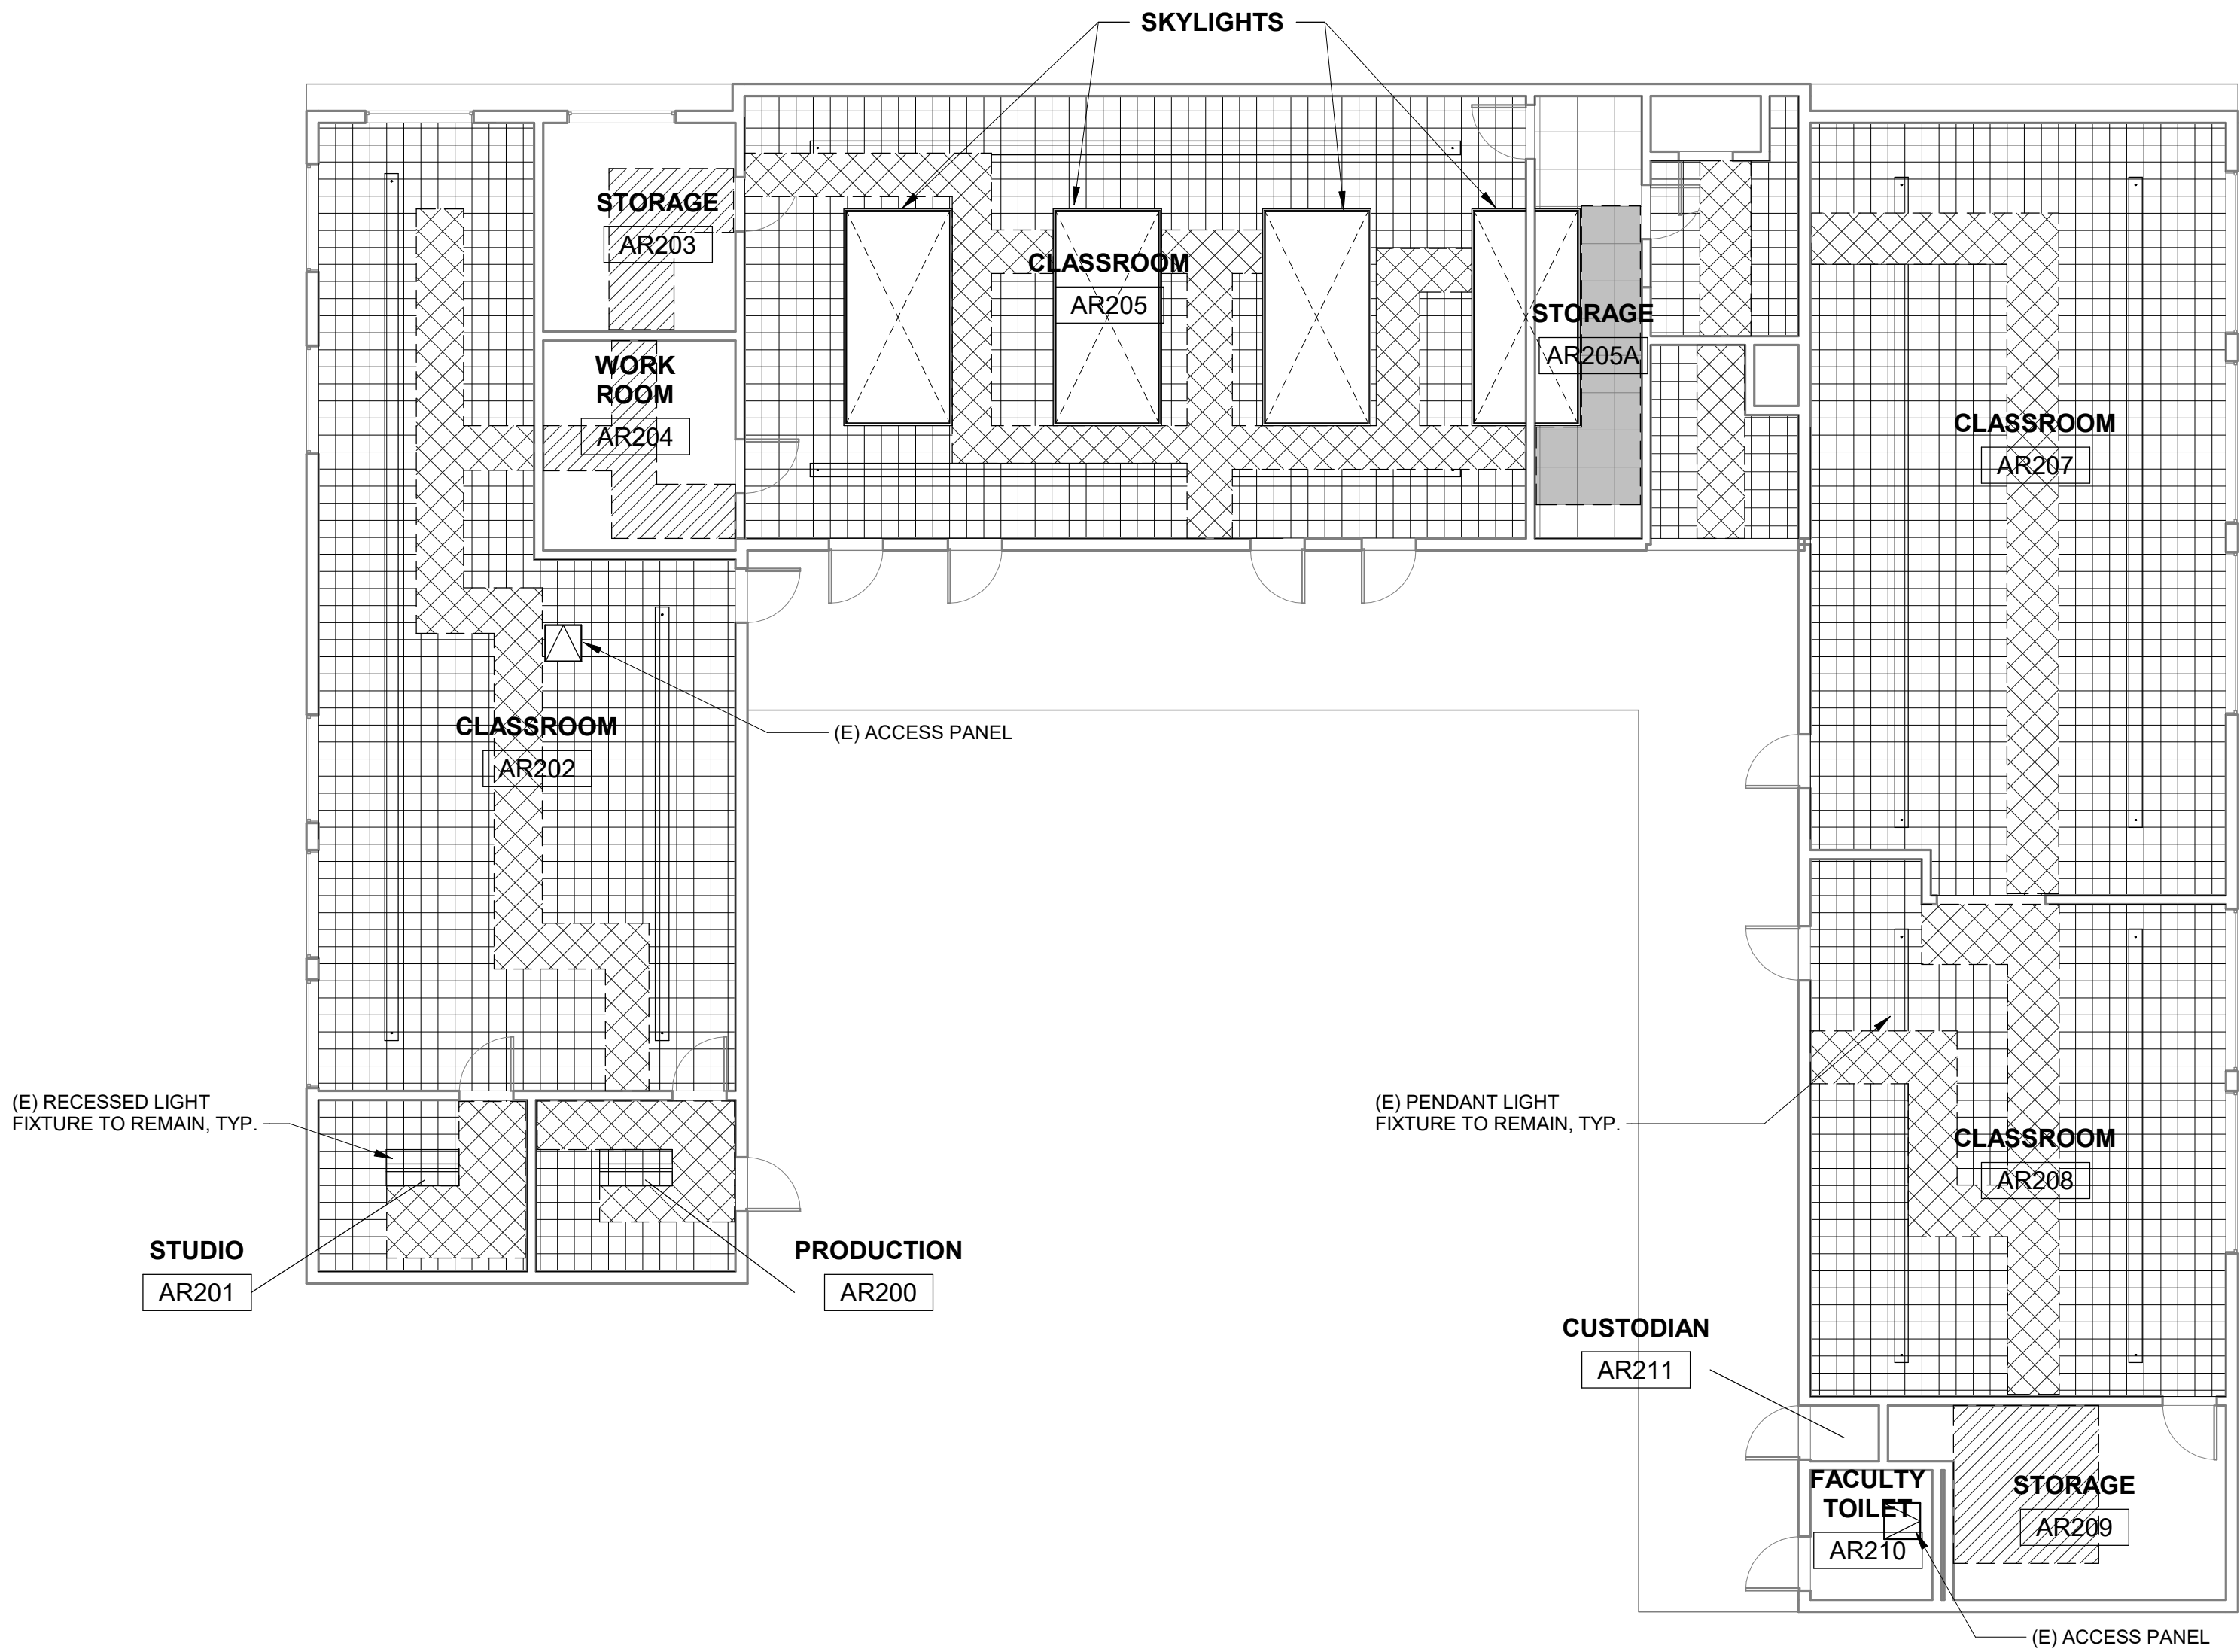 SKYLIGHTS
STORAGE
AR203
CLASSROOM
AR205
STORAGE
AR205A
WORK
ROOM
AR204
CLASSROOM
AR207
CLASSROOM
AR202
(E) ACCESS PANEL
(E) RECESSED LIGHT
FIXTURE TO REMAIN, TYP.
(E) PENDANT LIGHT
FIXTURE TO REMAIN, TYP.
CLASSROOM
AR208
STUDIO
AR201
PRODUCTION
AR200
CUSTODIAN
AR211
FACULTY
TOILET
AR210
STORAGE
AR209
(E) ACCESS PANEL